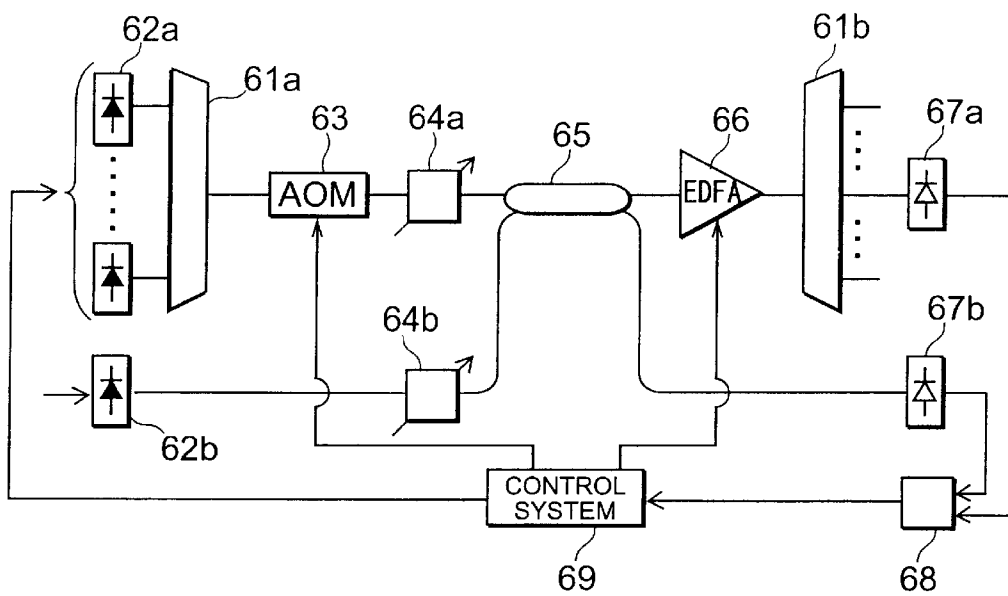 62a
61a
63
AOM
64a
65
66
EDFA
61b
67a
64b
67b
62b
CONTROL
SYSTEM
69
68